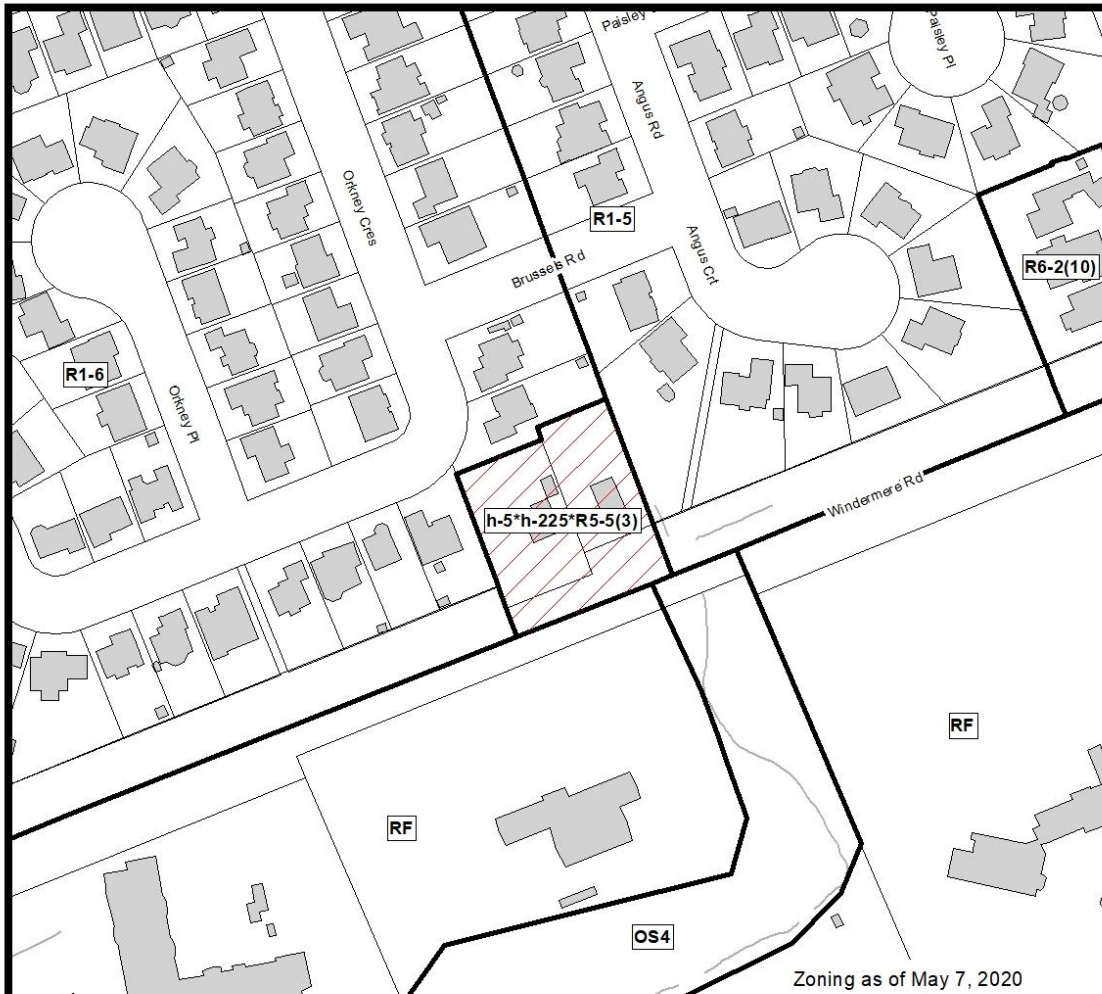 Paisley
Paisley Pl
Angus Rd
Orkney Cres
R1-5
Angus Crt
Brussels Rd
R6-2(10)
R1-6
Orkney Pl
Windermere Rd
h-5*h-225*R5-5(3)
RF
RF
OS4
Zoning as of May 7, 2020